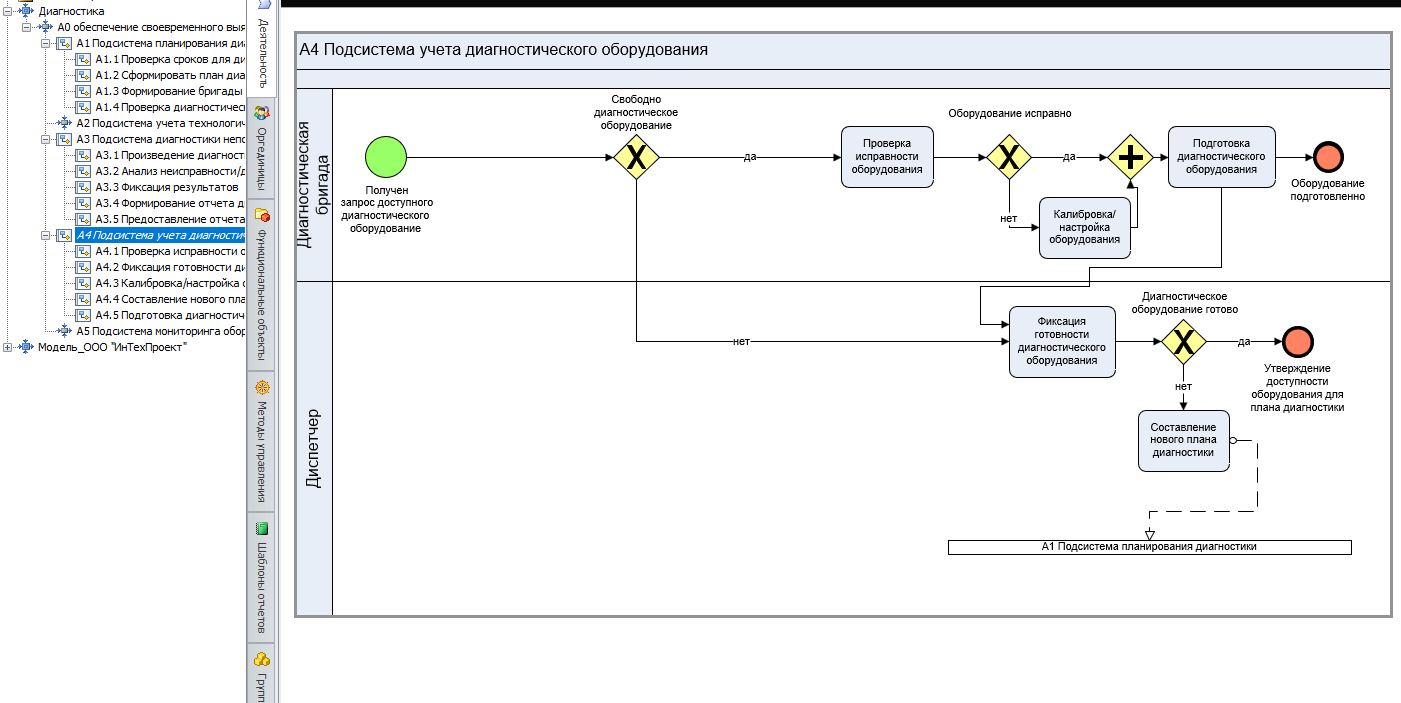 Диагностика
А0 обеспечение своевременного выя
А1 Подсистема планирования диа
А1.1 Проверка сроков для ди
А1.2 Сформировать план диа
А1.3 Формирование бригады
А1.4 Проверка диагностичес
А2 Подсистема учета технологич
А3 Подсистема диагностики непо
А3.1 Произведение диагност
А3.2 Анализ неисправности/д
А3.3 Фиксация результатов
А3.4 Формирование отчета д
А3.5 Предоставление отчета
А4 Подсистема учета диагности
А4.1 Проверка исправности о
А4.2 Фиксация готовности ди
А4.3 Калибровка/настройка о
А4.4 Составление нового пла
А4.5 Подготовка диагностич
А5 Подсистема мониторинга обор
Модель_ООО "ИнТехПроект"
Деятельность
Оргединицы
Функциональные объекты
Методы управления
Шаблоны отчетов
Групп
А4 Подсистема учета диагностического оборудования
Диагностическая
бригада
Получен
запрос доступного
диагностического
оборудование
Свободно
диагностическое
оборудование
да
Проверка
исправности
оборудования
Оборудование исправно
да
нет
Калибровка/
настройка
оборудования
Подготовка
диагностического
оборудования
Оборудование
подготовленно
Диспетчер
нет
Фиксация
готовности
диагностического
оборудования
Диагностическое
оборудование готово
да
Утверждение
доступности
оборудования для
плана диагностики
нет
Составление
нового плана
диагностики
А1 Подсистема планирования диагностики